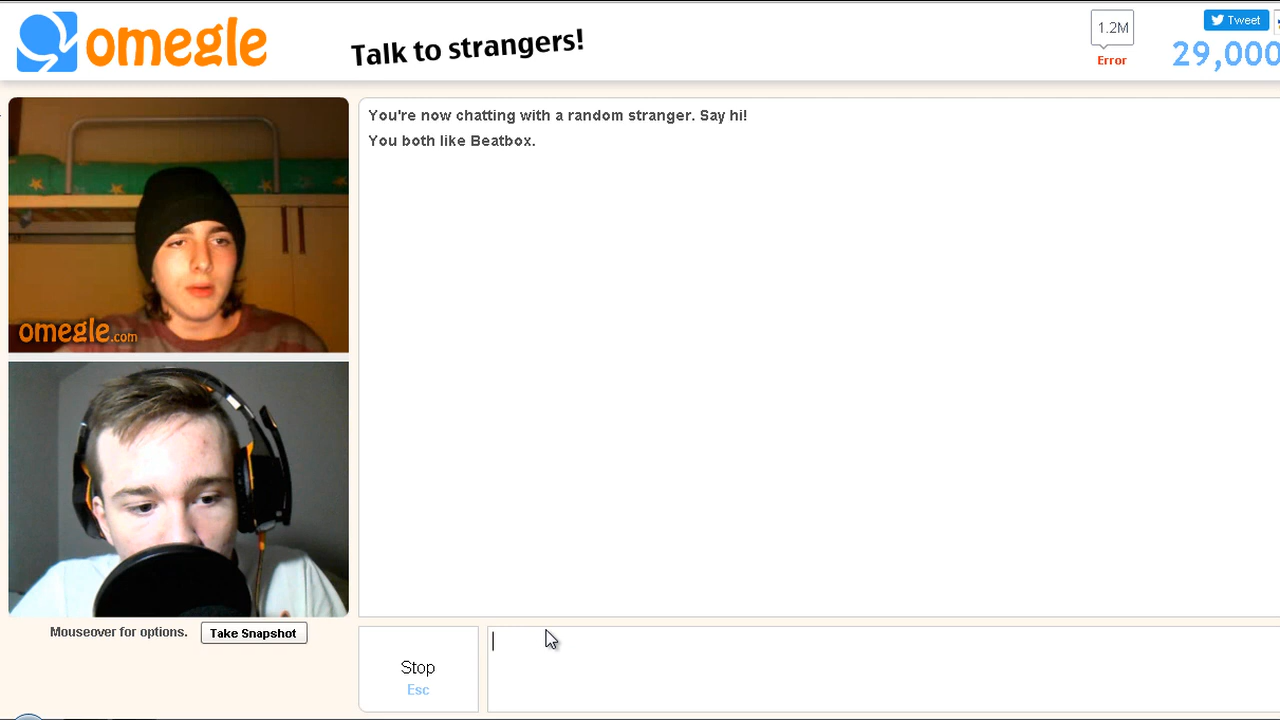 omegle
Talk to strangers!
1.2M
Error
Tweet
29,000
You're now chatting with a random stranger. Say hi!
You both like Beatbox.
omegle.com
Mouseover for options.
Take Snapshot
Stop
Esc